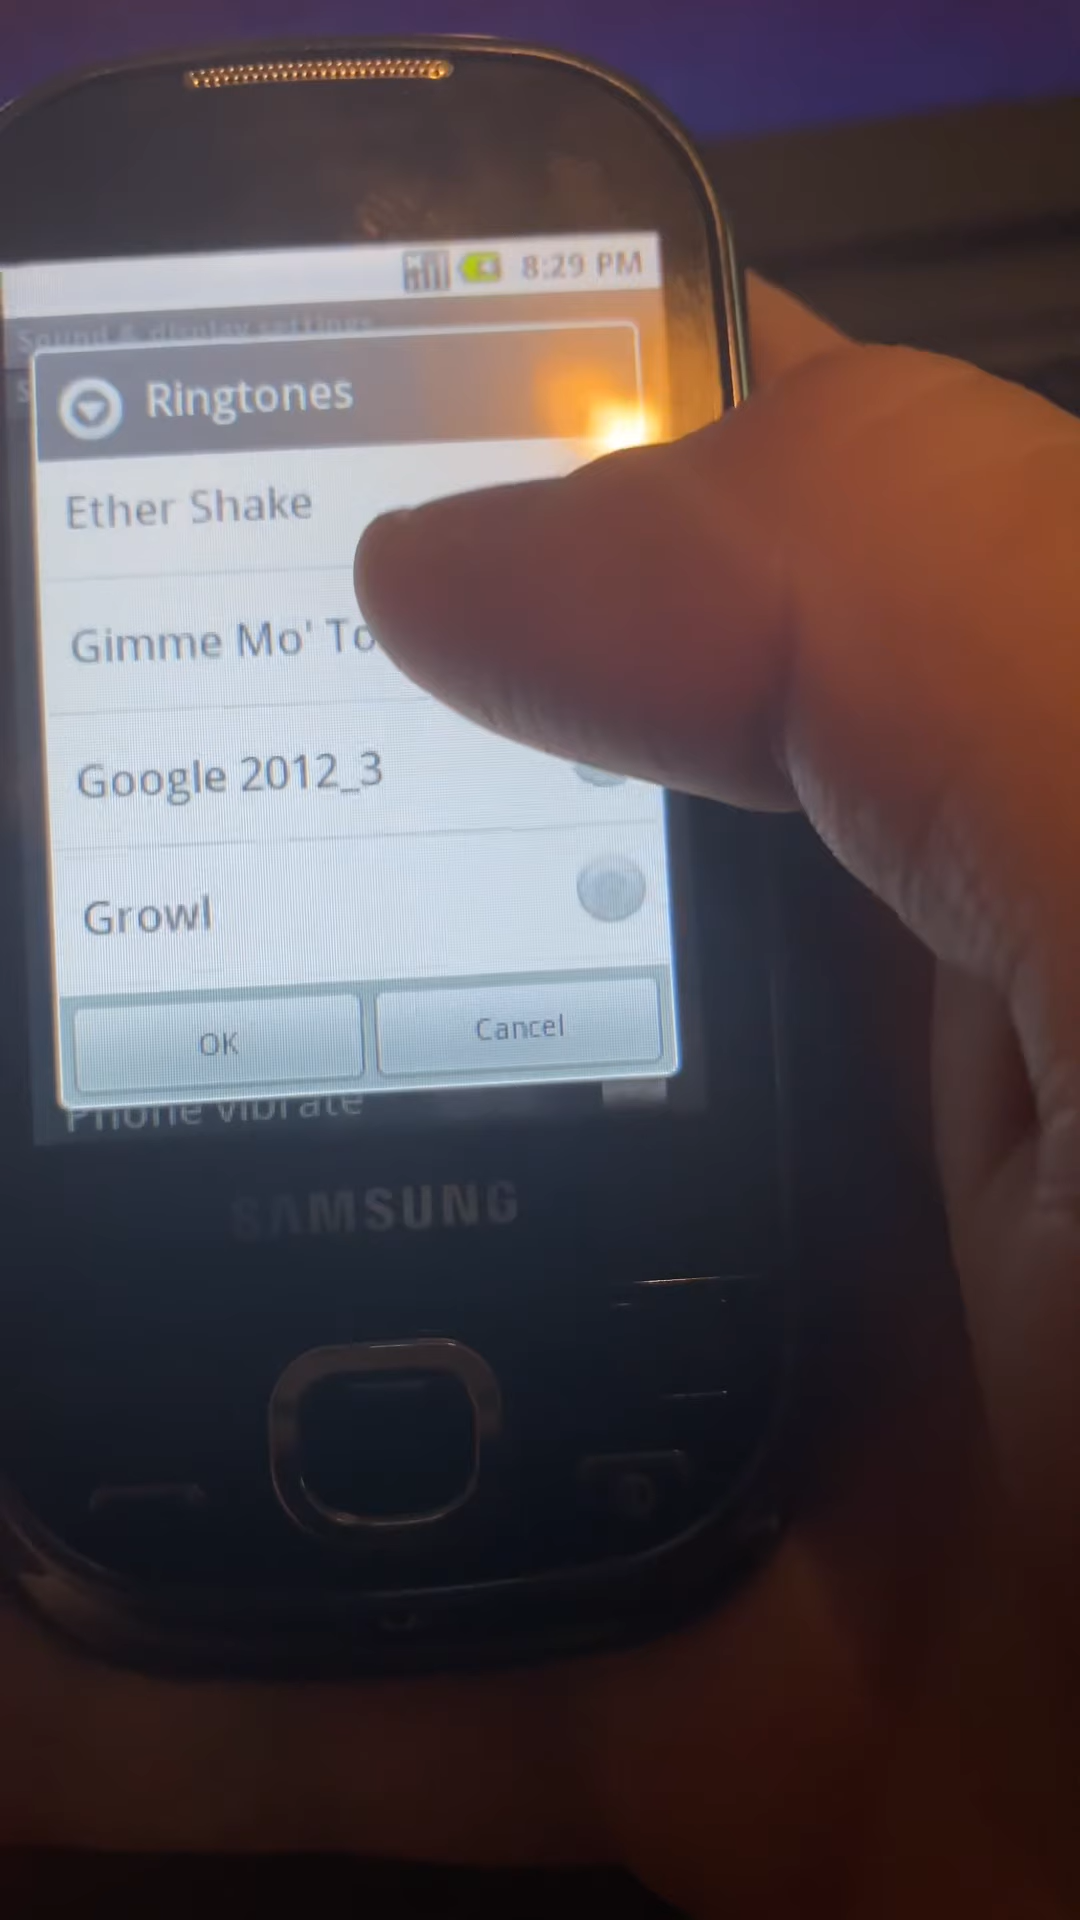 8:29 PM
Sound & display settings
Ringtones
Ether Shake
Gimme Mo' To
Google 2012_3
Growl
OK
Cancel
Phone vibrate
SAMSUNG